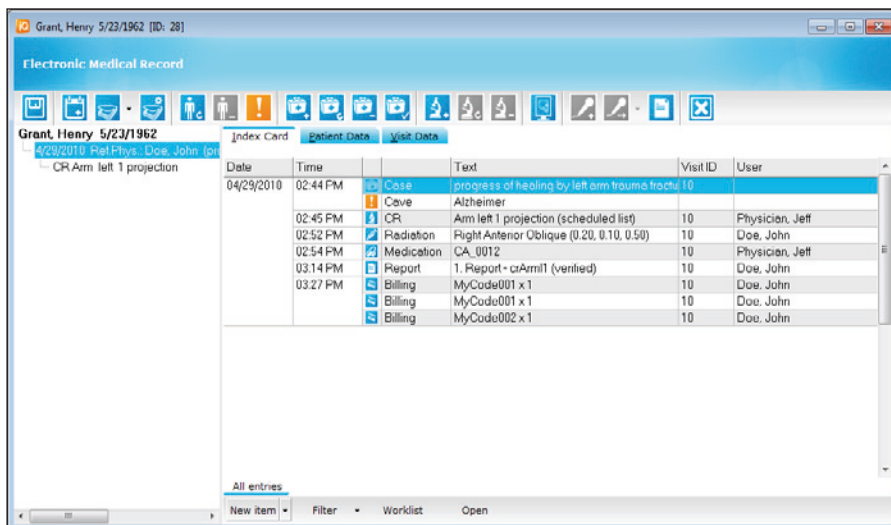 Grant, Henry 5/23/1962 [ID: 28]
Electronic Medical Record
Grant, Henry 5/23/1962
4/29/2010 Ref.Phys.: Doe, John (pr
CR Arm left 1 projection
Index Card Patient Data Visit Data
Date Time Text Visit ID User
04/29/2010 02:44 PM Case progress of healing by left arm trauma fractu 10
Cave Alzheimer
02:45 PM CR Arm left 1 projection (scheduled list) 10 Physician, Jeff
02:52 PM Radiation Right Anterior Oblique (0.20, 0.10, 0.50) 10 Doe, John
02:54 PM Medication CA_0012 10 Physician, Jeff
03:14 PM Report 1. Report - crArml1 (verified) 10 Doe, John
03:27 PM Billing MyCode001 x 1 10 Doe, John
Billing MyCode001 x 1 10 Doe, John
Billing MyCode002 x 1 10 Doe, John
All entries
New item Filter Worklist Open